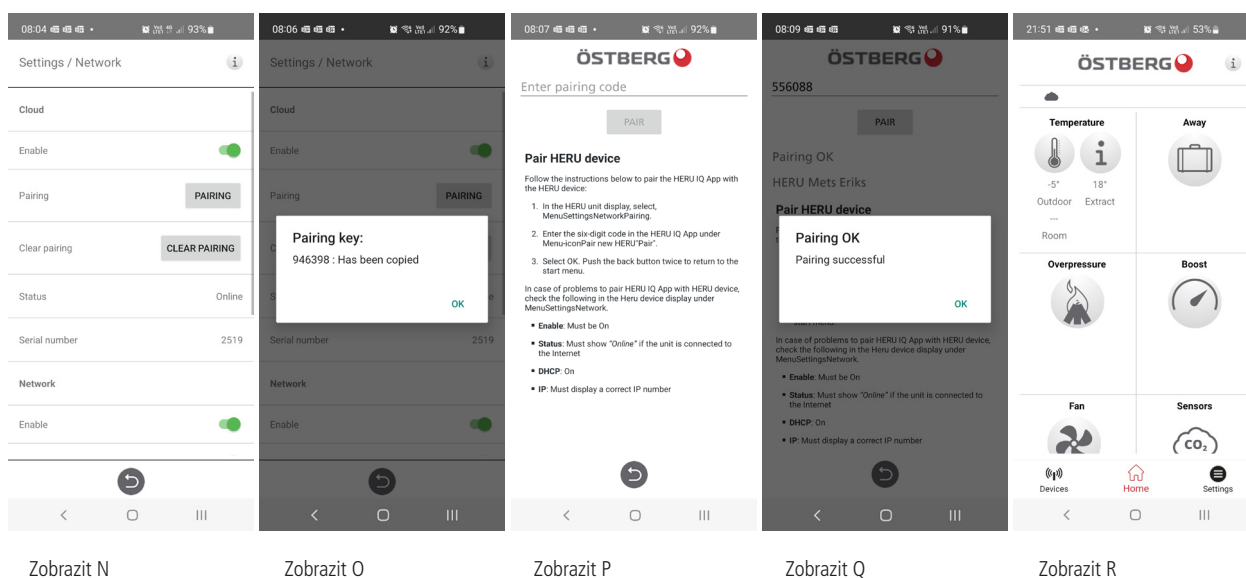 08:04
93%
Settings / Network
i
Cloud
Enable
Pairing
PAIRING
Clear pairing
CLEAR PAIRING
Status
Online
Serial number
2519
Network
Enable
Zobrazit N
08:06
92%
Settings / Network
i
Cloud
Enable
Pairing
PAIRING
Pairing key:
946398 : Has been copied
OK
Serial number
2519
Network
Enable
Zobrazit O
08:07
92%
ÖSTBERG
Enter pairing code
PAIR
Pair HERU device
Follow the instructions below to pair the HERU IQ App with
the HERU device:
1. In the HERU unit display, select,
MenuSettingsNetworkPairing.
2. Enter the six-digit code in the HERU IQ App under
Menu-iconPair new HERU"Pair".
3. Select OK. Push the back button twice to return to the
start menu.
In case of problems to pair HERU IQ App with HERU device,
check the following in the Heru device display under
MenuSettingsNetwork.
▪ Enable: Must be On
▪ Status: Must show "Online" if the unit is connected to
the Internet
▪ DHCP: On
▪ IP: Must display a correct IP number
Zobrazit P
08:09
91%
ÖSTBERG
556088
PAIR
Pairing OK
HERU Mets Eriks
Pair HERU device
Pairing OK
Pairing successful
OK
start menu.
In case of problems to pair HERU IQ App with HERU device,
check the following in the Heru device display under
MenuSettingsNetwork.
▪ Enable: Must be On
▪ Status: Must show "Online" if the unit is connected to
the Internet
▪ DHCP: On
▪ IP: Must display a correct IP number
Zobrazit Q
21:51
53%
ÖSTBERG
i
Temperature
i
-5°
18°
Outdoor
Extract
---
Room
Away
Overpressure
Boost
Fan
Sensors
CO₂
Devices
Home
Settings
Zobrazit R